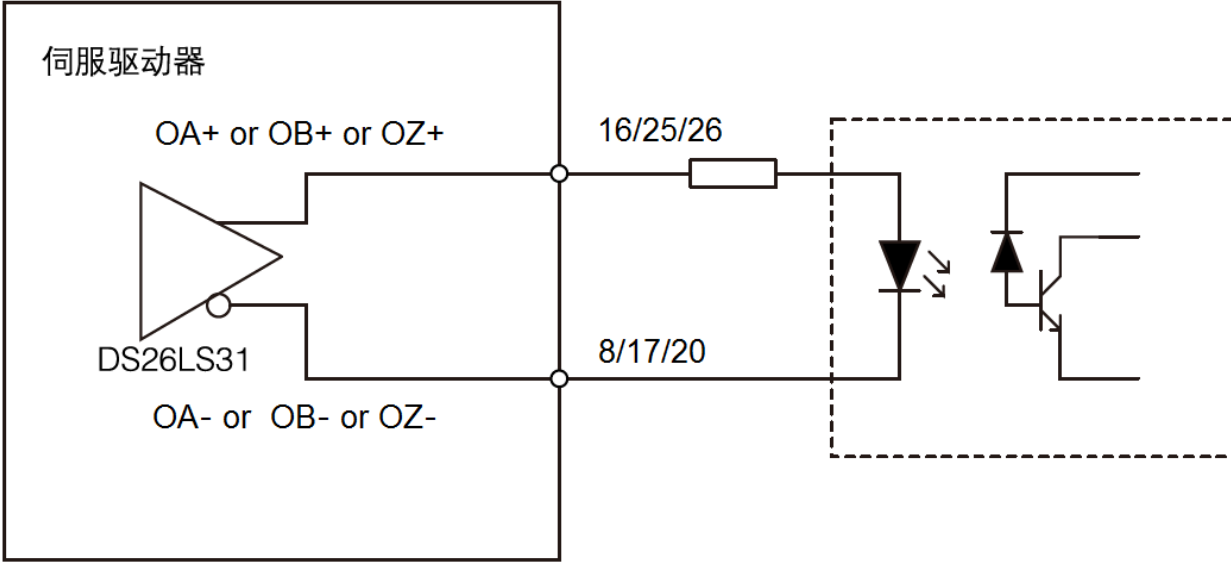 伺服驱动器
OA+ or OB+ or OZ+
16/25/26
DS26LS31
8/17/20
OA- or OB- or OZ-